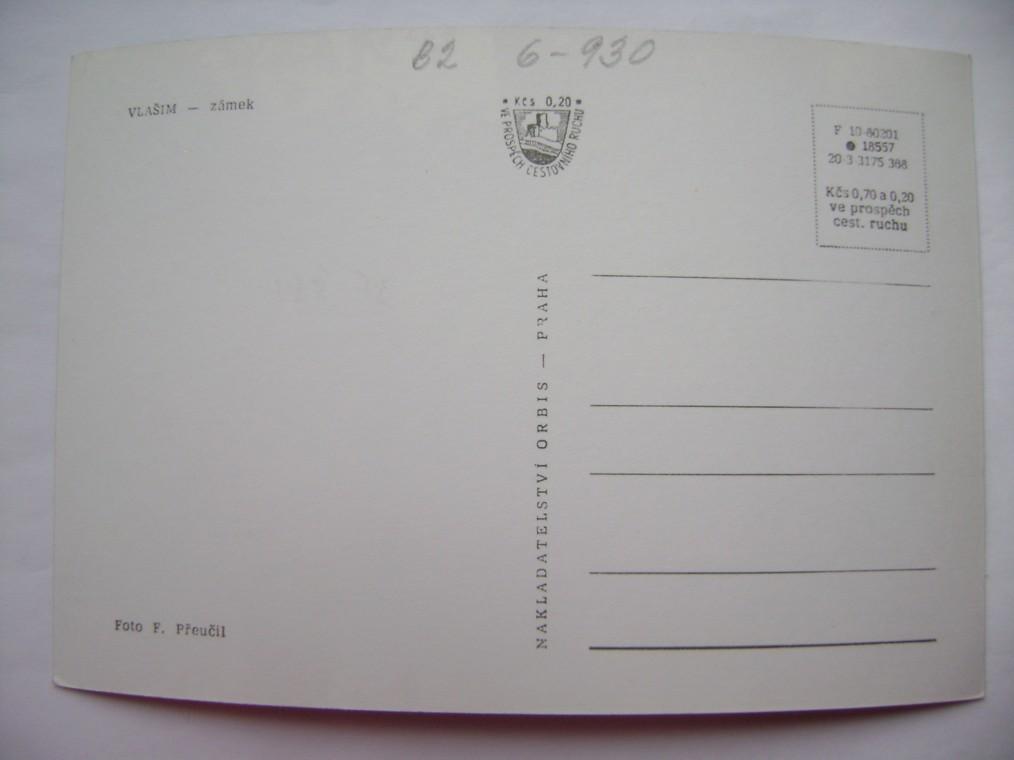 B2 6-930
VLAŠIM — zámek
* Kčs 0,20 *
VE PROSPĚCH CESTOVNÍHO RUCHU
F 10-60201
18557
20-3 3175 388
Kčs 0,70 a 0,20
ve prospěch
cest. ruchu
NAKLADATELSTVÍ ORBIS — PRAHA
Foto F. Přeučil